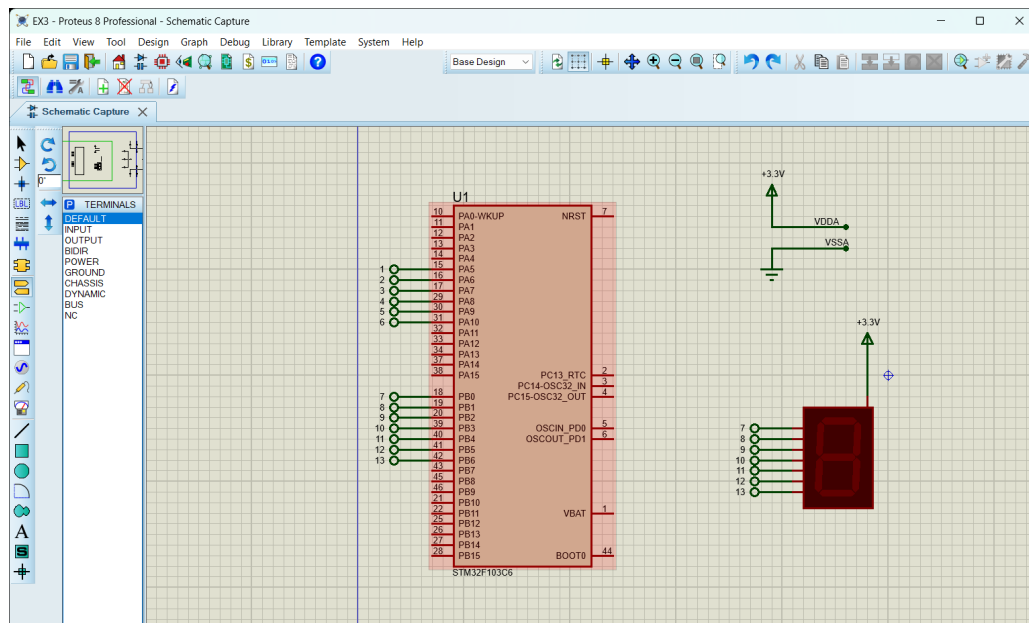 EX3 - Proteus 8 Professional - Schematic Capture
File Edit View Tool Design Graph Debug Library Template System Help
Base Design
Schematic Capture
0°
P TERMINALS
DEFAULT
INPUT
OUTPUT
BIDIR
POWER
GROUND
CHASSIS
DYNAMIC
BUS
NC
LBL
A
S
U1
10 PA0-WKUP NRST 7
11 PA1
12 PA2
13 PA3
14 PA4
1 15 PA5
2 16 PA6
3 17 PA7
4 29 PA8
5 30 PA9
6 31 PA10
32 PA11
33 PA12
34 PA13
37 PA14
38 PA15 PC13_RTC 2
PC14-OSC32_IN 3
7 18 PB0 PC15-OSC32_OUT 4
8 19 PB1
9 20 PB2
10 39 PB3 OSCIN_PD0 5
11 40 PB4 OSCOUT_PD1 6
12 41 PB5
13 42 PB6
43 PB7
45 PB8
46 PB9
21 PB10
22 PB11 VBAT 1
25 PB12
26 PB13
27 PB14
28 PB15 BOOT0 44
STM32F103C6
+3.3V
VDDA
VSSA
+3.3V
7
8
9
10
11
12
13